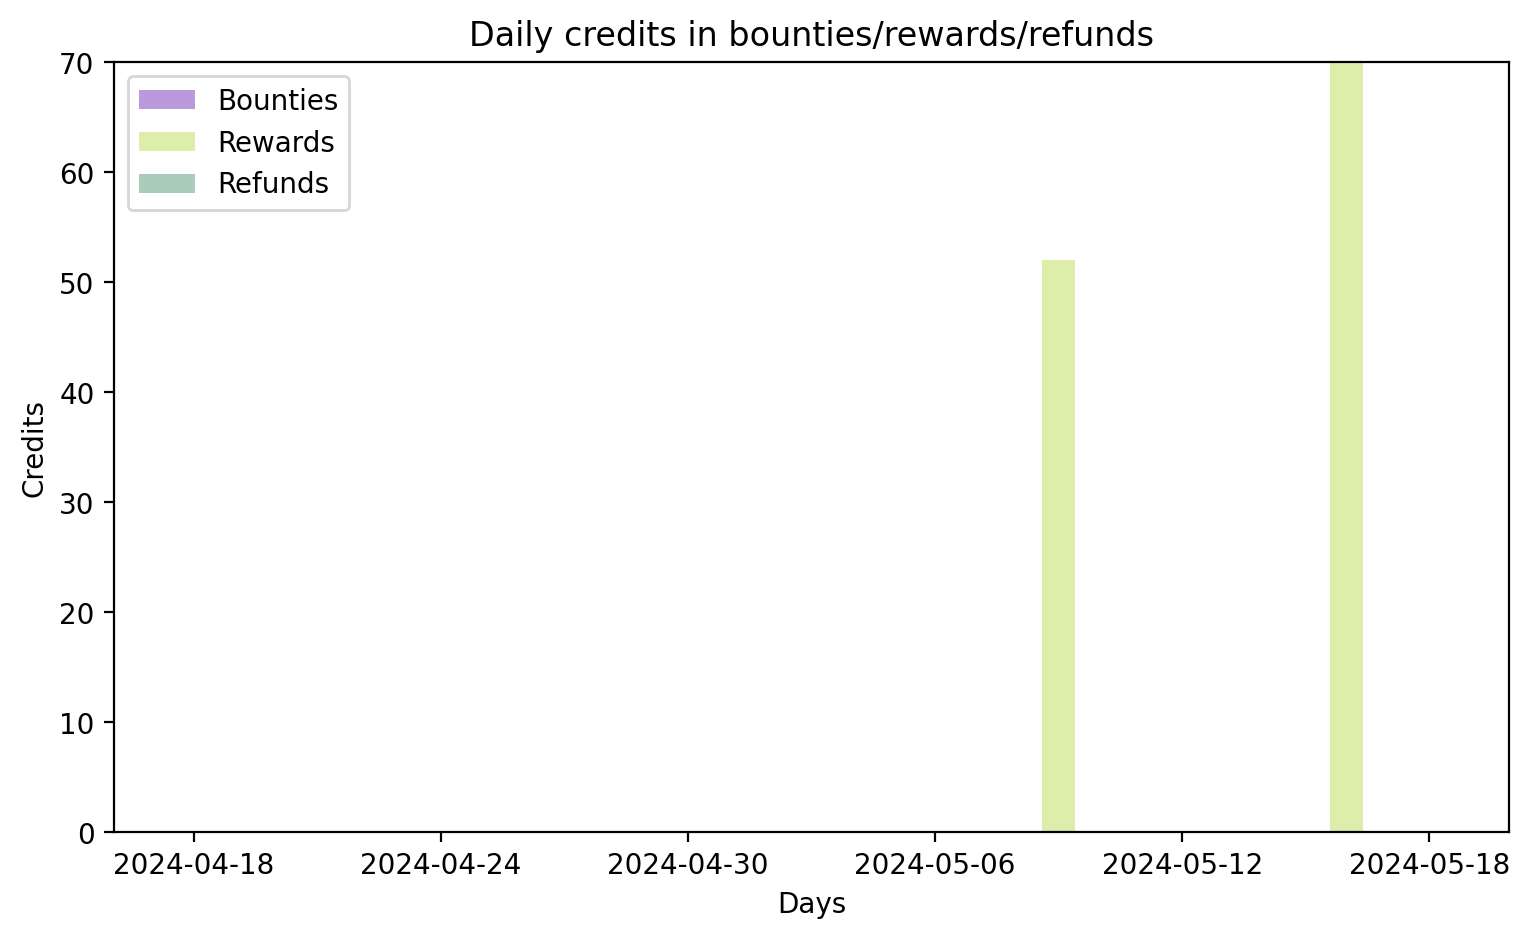 Daily credits in bounties/rewards/refunds
Bounties
Rewards
Refunds
70
60
50
40
30
20
10
0
Credits
2024-04-18 2024-04-24 2024-04-30 2024-05-06 2024-05-12 2024-05-18
Days